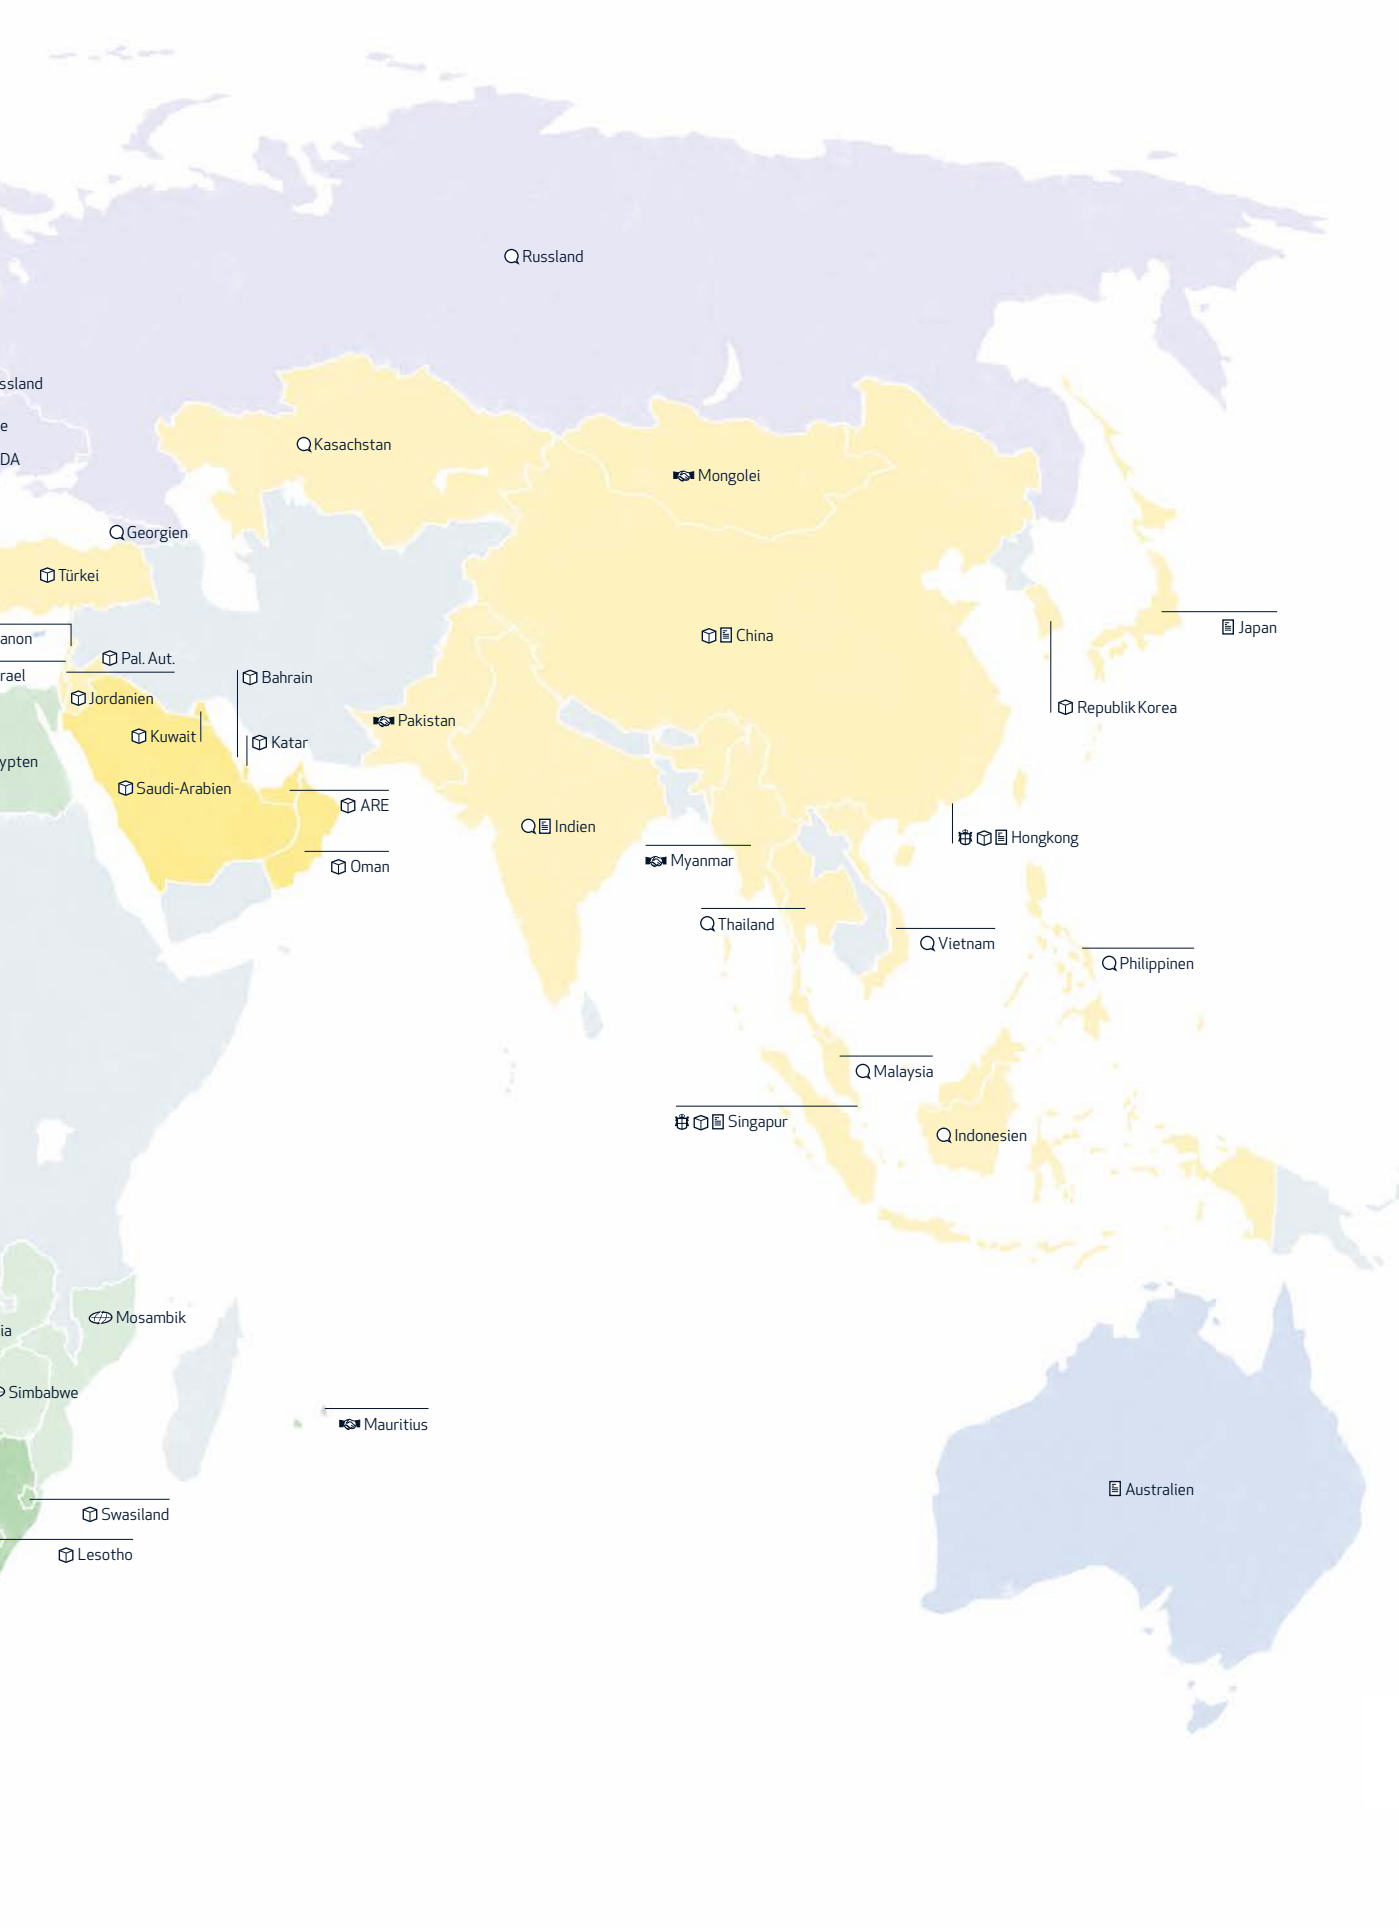 Russland
ssland
e
Kasachstan
DA
Mongolei
Georgien
Türkei
anon
China
Japan
Pal. Aut.
rael
Bahrain
Jordanien
Republik Korea
Pakistan
Kuwait
Katar
ypten
Saudi-Arabien
ARE
Indien
Hongkong
Myanmar
Oman
Thailand
Vietnam
Philippinen
Malaysia
Singapur
Indonesien
Mosambik
ia
Simbabwe
Mauritius
Australien
Swasiland
Lesotho